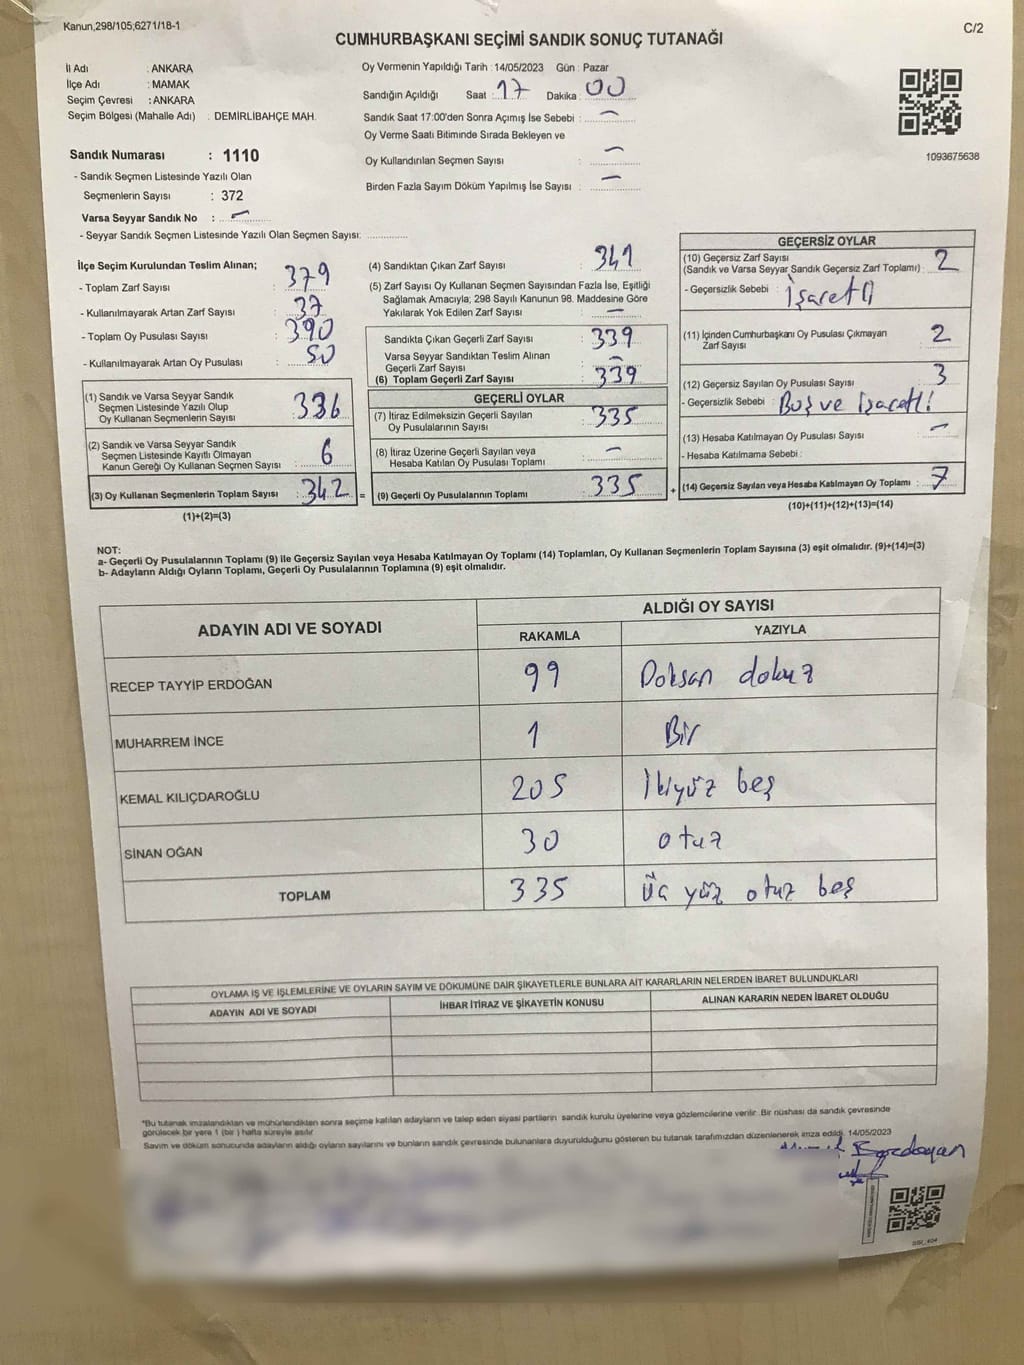 Kanun,298/105;6271/18-1
C/2
CUMHURBAŞKANI SEÇİMİ SANDIK SONUÇ TUTANAĞI
İl Adı : ANKARA
İlçe Adı : MAMAK
Seçim Çevresi : ANKARA
Seçim Bölgesi (Mahalle Adı) : DEMİRLİBAHÇE MAH.
Sandık Numarası : 1110
- Sandık Seçmen Listesinde Yazılı Olan
Seçmenlerin Sayısı : 372
Varsa Seyyar Sandık No : -
- Seyyar Sandık Seçmen Listesinde Yazılı Olan Seçmen Sayısı: ............
Oy Vermenin Yapıldığı Tarih : 14/05/2023 Gün : Pazar
Sandığın Açıldığı Saat : 17 Dakika : 00
Sandık Saat 17:00'den Sonra Açımış İse Sebebi : -
Oy Verme Saati Bitiminde Sırada Bekleyen ve
Oy Kullandırılan Seçmen Sayısı : -
Birden Fazla Sayım Döküm Yapılmış İse Sayısı : -
1093675638
İlçe Seçim Kurulundan Teslim Alınan;
- Toplam Zarf Sayısı : 379
- Kullanılmayarak Artan Zarf Sayısı : 37
- Toplam Oy Pusulası Sayısı : 390
- Kullanılmayarak Artan Oy Pusulası : 50
(1) Sandık ve Varsa Seyyar Sandık
Seçmen Listesinde Yazılı Olup
Oy Kullanan Seçmenlerin Sayısı : 336
(2) Sandık ve Varsa Seyyar Sandık
Seçmen Listesinde Kayıtlı Olmayan
Kanun Gereği Oy Kullanan Seçmen Sayısı : 6
(3) Oy Kullanan Seçmenlerin Toplam Sayısı : 342
(1)+(2)=(3)
(4) Sandıktan Çıkan Zarf Sayısı : 341
(5) Zarf Sayısı Oy Kullanan Seçmen Sayısından Fazla İse, Eşitliği
Sağlamak Amacıyla; 298 Sayılı Kanunun 98. Maddesine Göre
Yakılarak Yok Edilen Zarf Sayısı : -
Sandıkta Çıkan Geçerli Zarf Sayısı : 339
Varsa Seyyar Sandıktan Teslim Alınan
Geçerli Zarf Sayısı : -
(6) Toplam Geçerli Zarf Sayısı : 339
GEÇERLİ OYLAR
(7) İtiraz Edilmeksizin Geçerli Sayılan
Oy Pusulalarının Sayısı : 335
(8) İtiraz Üzerine Geçerli Sayılan veya
Hesaba Katılan Oy Pusulası Toplamı : -
= (9) Geçerli Oy Pusulalarının Toplamı : 335
GEÇERSİZ OYLAR
(10) Geçersiz Zarf Sayısı
(Sandık ve Varsa Seyyar Sandık Geçersiz Zarf Toplamı) : 2
- Geçersizlik Sebebi : İşaretli
(11) İçinden Cumhurbaşkanı Oy Pusulası Çıkmayan
Zarf Sayısı : 2
(12) Geçersiz Sayılan Oy Pusulası Sayısı : 3
- Geçersizlik Sebebi : Boş ve işaretli
(13) Hesaba Katılmayan Oy Pusulası Sayısı : -
- Hesaba Katılmama Sebebi :
+ (14) Geçersiz Sayılan veya Hesaba Katılmayan Oy Toplamı : 7
(10)+(11)+(12)+(13)=(14)
NOT:
a- Geçerli Oy Pusulalarının Toplamı (9) ile Geçersiz Sayılan veya Hesaba Katılmayan Oy Toplamı (14) Toplamları, Oy Kullanan Seçmenlerin Toplam Sayısına (3) eşit olmalıdır. (9)+(14)=(3)
b- Adayların Aldığı Oyların Toplamı, Geçerli Oy Pusulalarının Toplamına (9) eşit olmalıdır.
ADAYIN ADI VE SOYADI
ALDIĞI OY SAYISI
RAKAMLA YAZIYLA
RECEP TAYYİP ERDOĞAN 99 Doksan dokuz
MUHARREM İNCE 1 Bir
KEMAL KILIÇDAROĞLU 205 İkiyüz beş
SİNAN OĞAN 30 otuz
TOPLAM 335 üç yüz otuz beş
OYLAMA İŞ VE İŞLEMLERİNE VE OYLARIN SAYIM VE DÖKÜMÜNE DAİR ŞİKAYETLERLE BUNLARA AİT KARARLARIN NELERDEN İBARET BULUNDUKLARI
ADAYIN ADI VE SOYADI İHBAR İTİRAZ VE ŞİKAYETİN KONUSU ALINAN KARARIN NEDEN İBARET OLDUĞU
*Bu tutanak imzalandıktan ve mühürlendikten sonra seçime katılan adayların ve talep eden siyasi partilerin sandık kurulu üyelerine veya gözlemcilerine verilir. Bir nüshası da sandık çevresinde
görülecek bir yere 1 (bir ) hafta süreyle asılır.
Sayım ve döküm sonucunda adayların aldığı oyların sayılarını ve bunların sandık çevresinde bulunanlara duyurulduğunu gösteren bu tutanak tarafımızdan düzenlenerek imza edildi. 14/05/2023